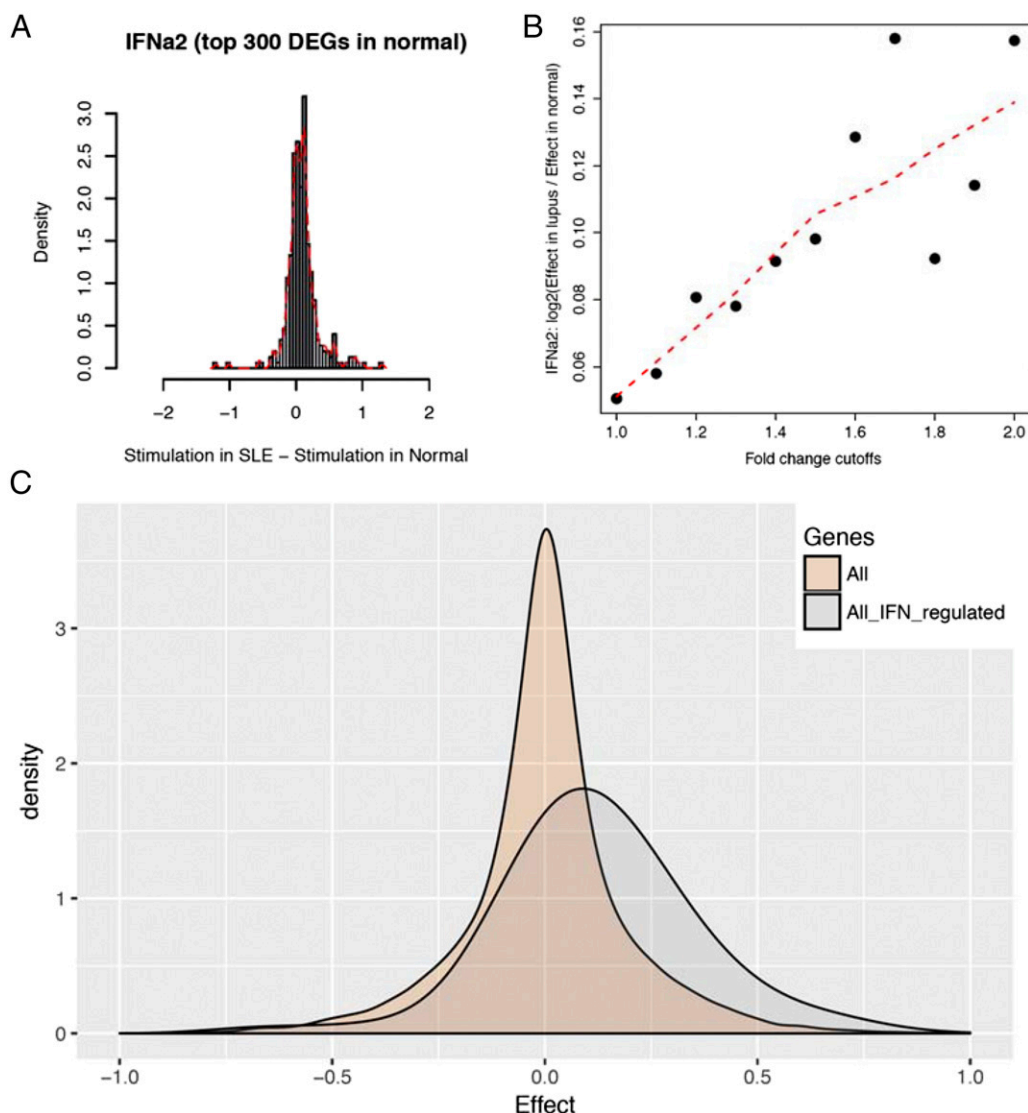 A
IFNa2 (top 300 DEGs in normal)
Density
0.0 0.5 1.0 1.5 2.0 2.5 3.0
−2 −1 0 1 2
Stimulation in SLE − Stimulation in Normal
B
IFNa2: log2(Effect in lupus / Effect in normal)
0.06 0.08 0.10 0.12 0.14 0.16
1.0 1.2 1.4 1.6 1.8 2.0
Fold change cutoffs
C
density
0 1 2 3
Genes
All
All_IFN_regulated
−1.0 −0.5 0.0 0.5 1.0
Effect